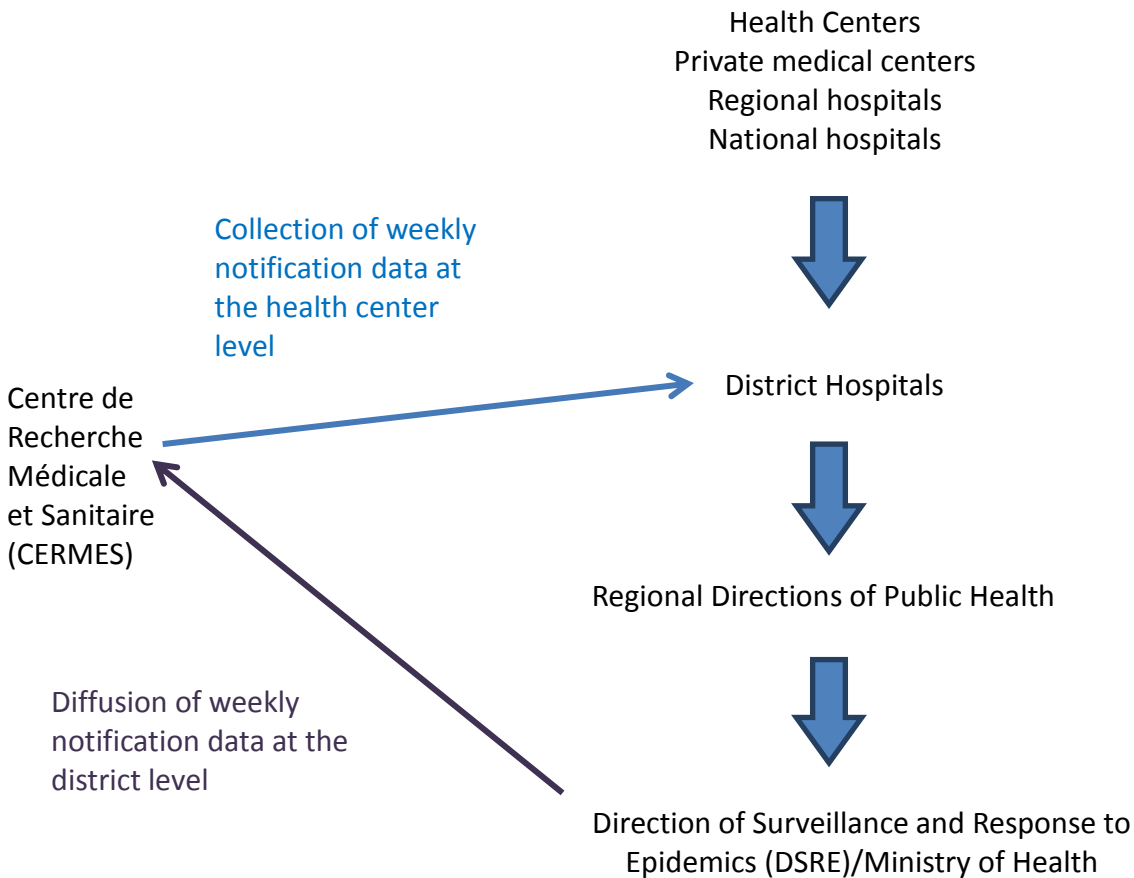 Health Centers
Private medical centers
Regional hospitals
National hospitals
Collection of weekly
notification data at
the health center
level
District Hospitals
Centre de
Recherche
Médicale
et Sanitaire
(CERMES)
Regional Directions of Public Health
Diffusion of weekly
notification data at the
district level
Direction of Surveillance and Response to
Epidemics (DSRE)/Ministry of Health